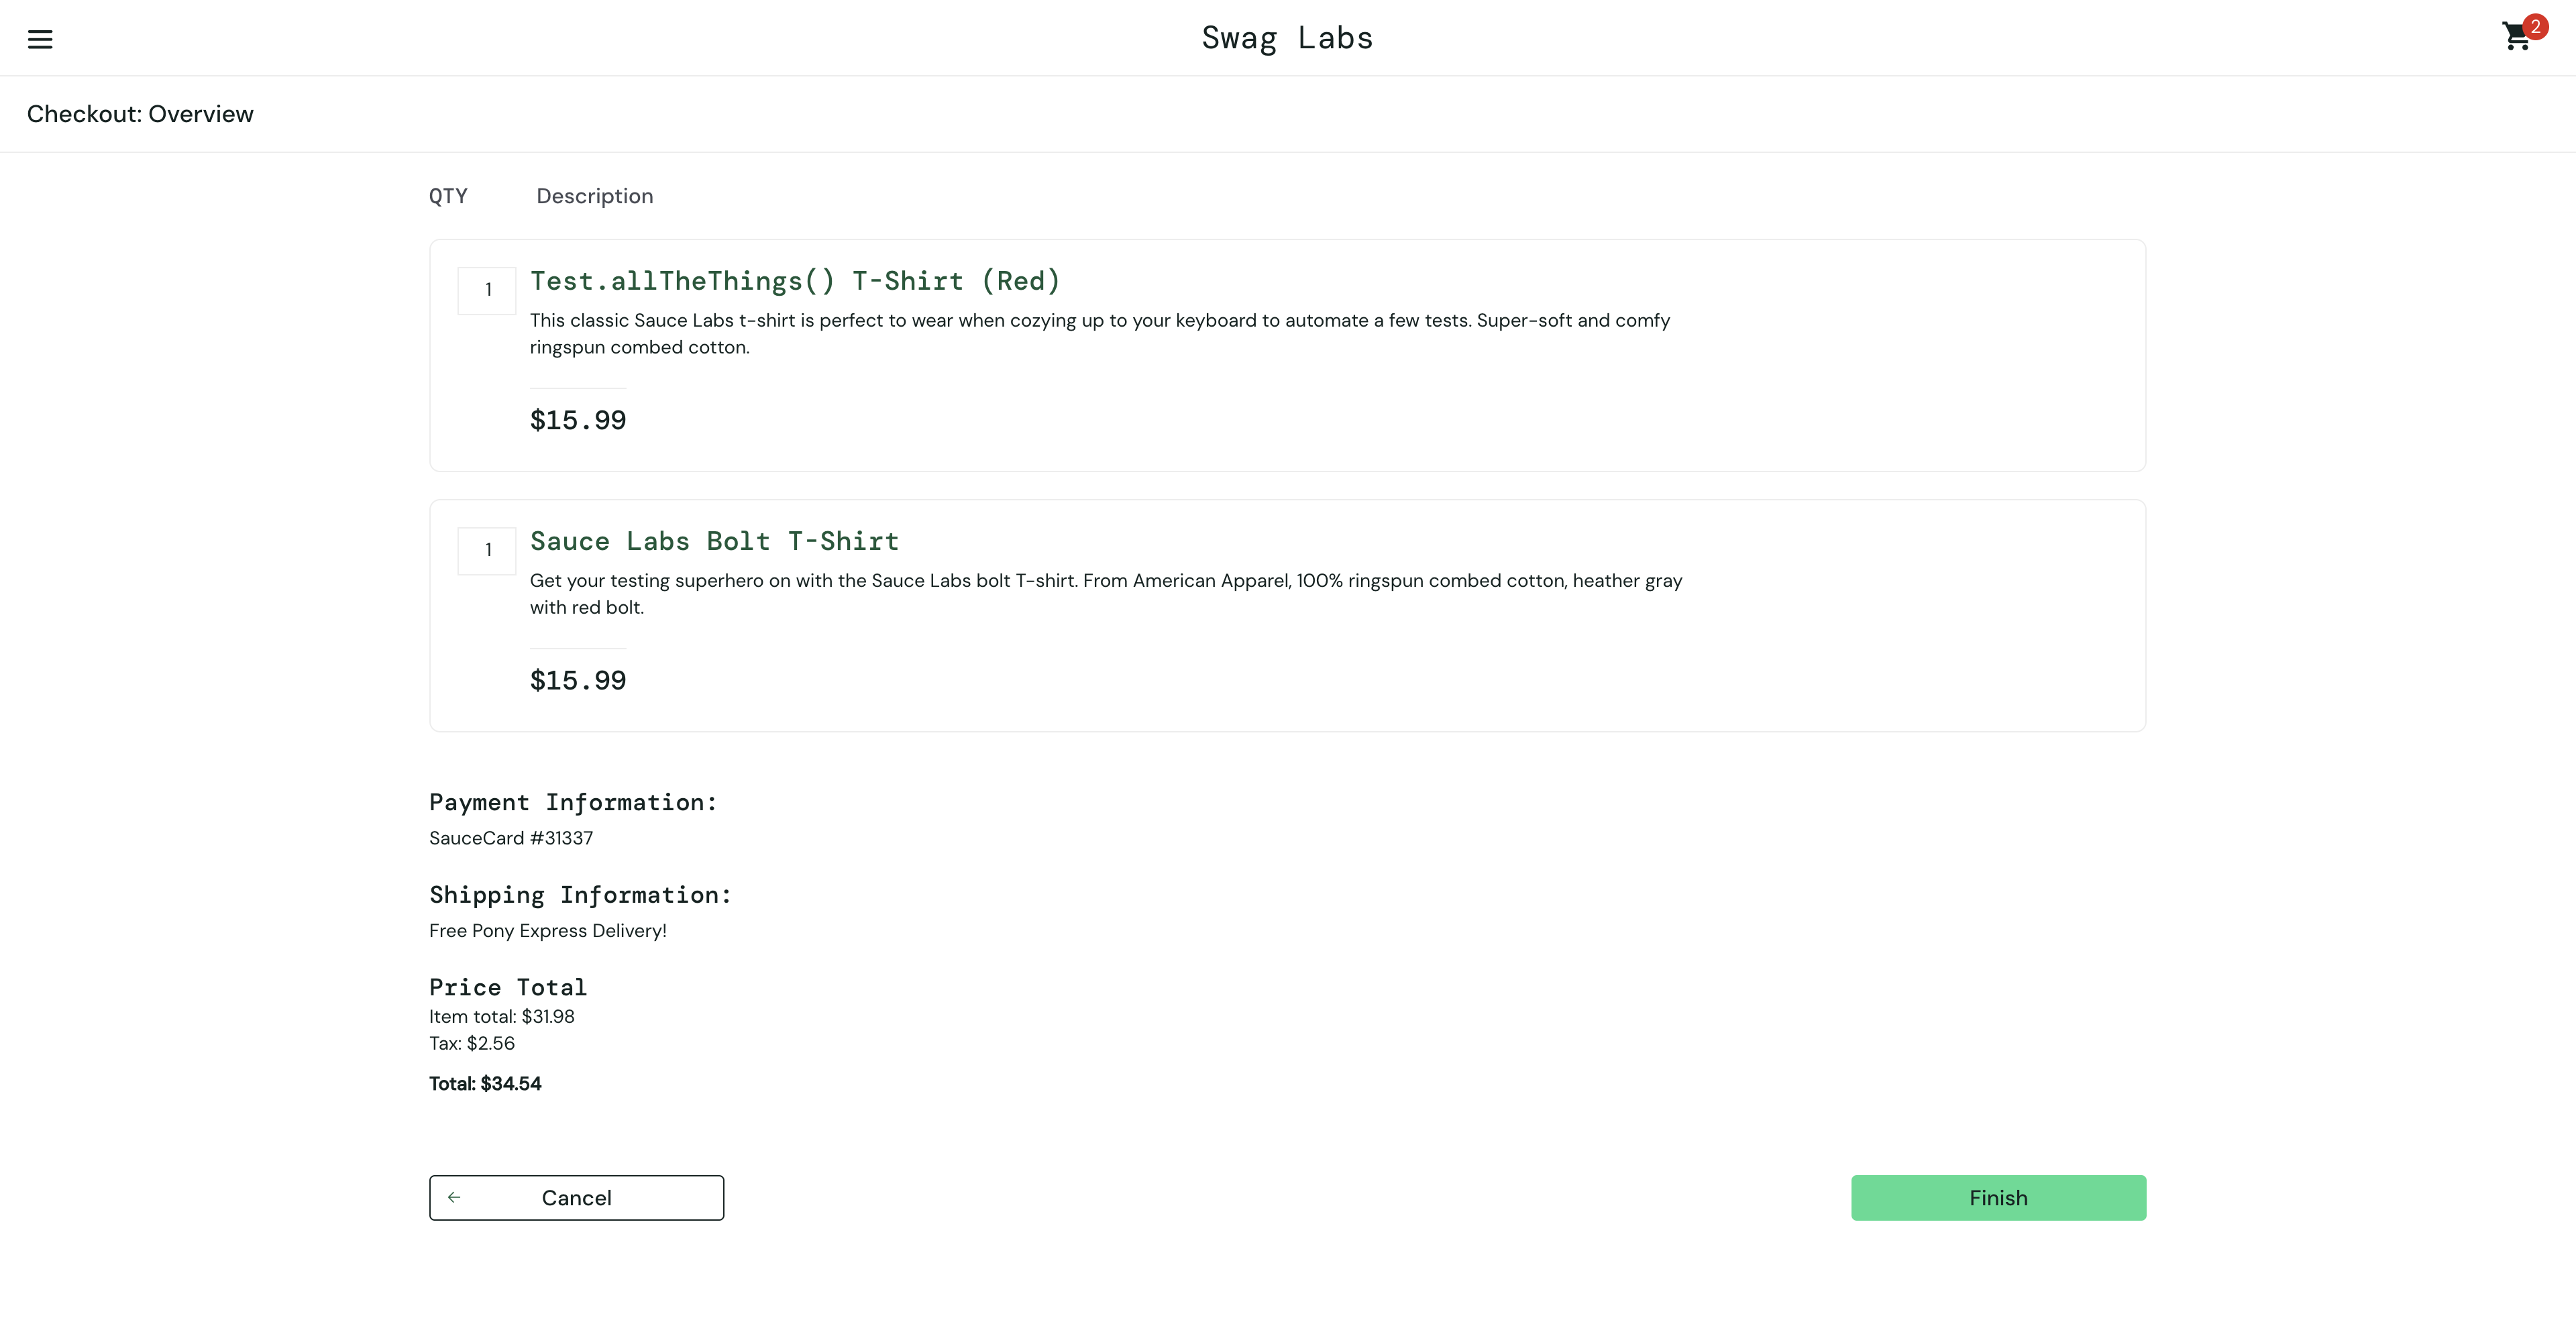 Swag Labs
2
Checkout: Overview
QTY Description
1
Test.allTheThings() T-Shirt (Red)
This classic Sauce Labs t-shirt is perfect to wear when cozying up to your keyboard to automate a few tests. Super-soft and comfy
ringspun combed cotton.
$15.99
1
Sauce Labs Bolt T-Shirt
Get your testing superhero on with the Sauce Labs bolt T-shirt. From American Apparel, 100% ringspun combed cotton, heather gray
with red bolt.
$15.99
Payment Information:
SauceCard #31337
Shipping Information:
Free Pony Express Delivery!
Price Total
Item total: $31.98
Tax: $2.56
Total: $34.54
Cancel
Finish